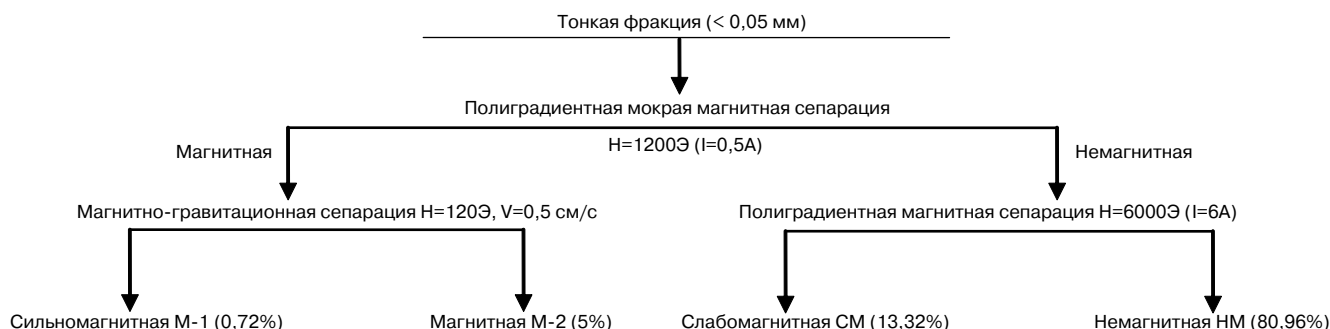 Тонкая фракция (< 0,05 мм)
Полиградиентная мокрая магнитная сепарация
H=1200Э (I=0,5А)
Магнитная
Немагнитная
Магнитно-гравитационная сепарация H=120Э, V=0,5 см/с
Полиградиентная магнитная сепарация H=6000Э (I=6А)
Сильномагнитная М-1 (0,72%)
Магнитная М-2 (5%)
Слабомагнитная СМ (13,32%)
Немагнитная НМ (80,96%)